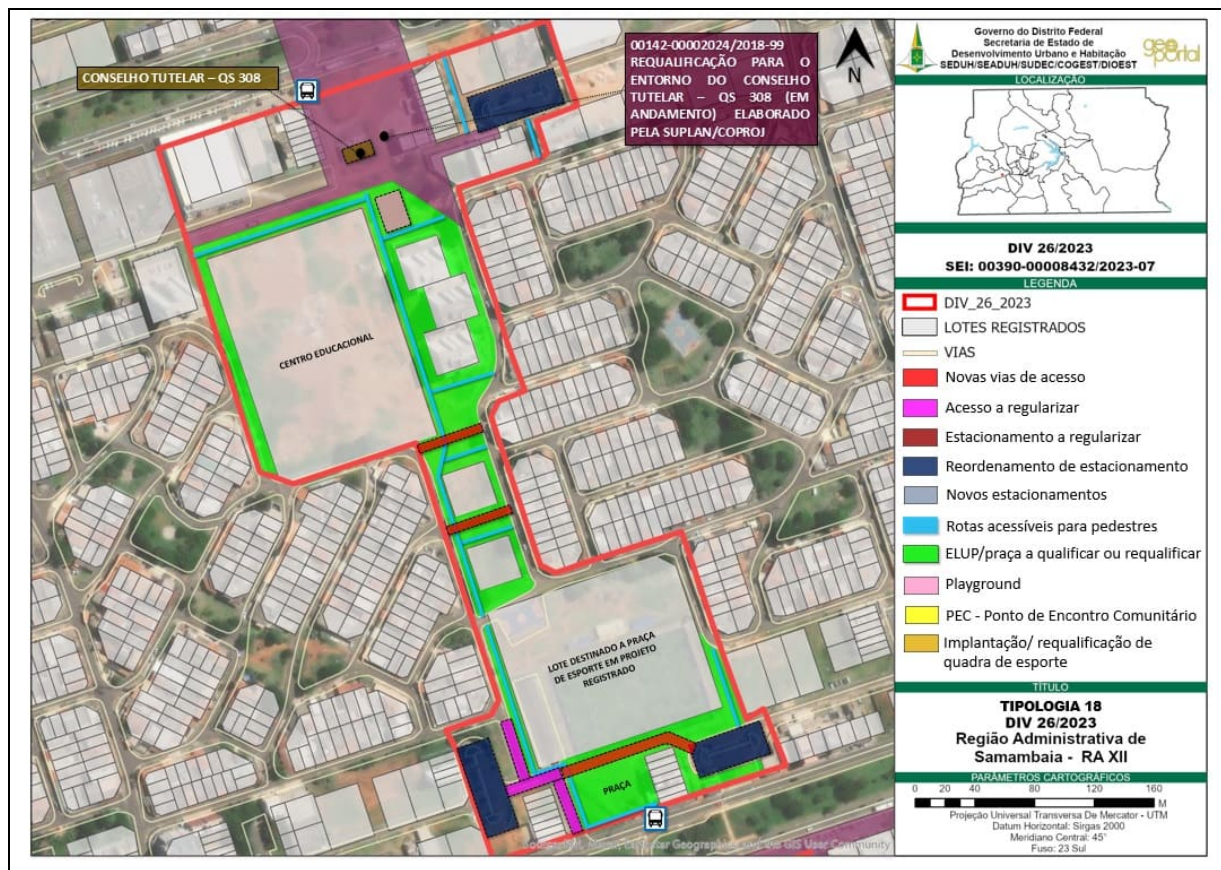 CONSELHO TUTELAR – QS 308
00142-00002024/2018-99
REQUALIFICAÇÃO PARA O
ENTORNO DO CONSELHO
TUTELAR – QS 308 (EM
ANDAMENTO) ELABORADO
PELA SUPLAN/COPROJ
N
CENTRO EDUCACIONAL
LOTE DESTINADO A PRAÇA
DE ESPORTE EM PROJETO
REGISTRADO
PRAÇA
Geographics and the GIS User Community
Governo do Distrito Federal
Secretaria de Estado de
Desenvolvimento Urbano e Habitação
SEDUH/SEADUH/SUDEC/COGEST/DIOEST
geoportal
LOCALIZAÇÃO
DIV 26/2023
SEI: 00390-00008432/2023-07
LEGENDA
DIV_26_2023
LOTES REGISTRADOS
VIAS
Novas vias de acesso
Acesso a regularizar
Estacionamento a regularizar
Reordenamento de estacionamento
Novos estacionamentos
Rotas acessíveis para pedestres
ELUP/praça a qualificar ou requalificar
Playground
PEC - Ponto de Encontro Comunitário
Implantação/ requalificação de
quadra de esporte
TÍTULO
TIPOLOGIA 18
DIV 26/2023
Região Administrativa de
Samambaia - RA XII
PARÂMETROS CARTOGRÁFICOS
0 20 40 80 120 160
M
Projeção Universal Transversa De Mercator - UTM
Datum Horizontal: Sirgas 2000
Meridiano Central: 45°
Fuso: 23 Sul